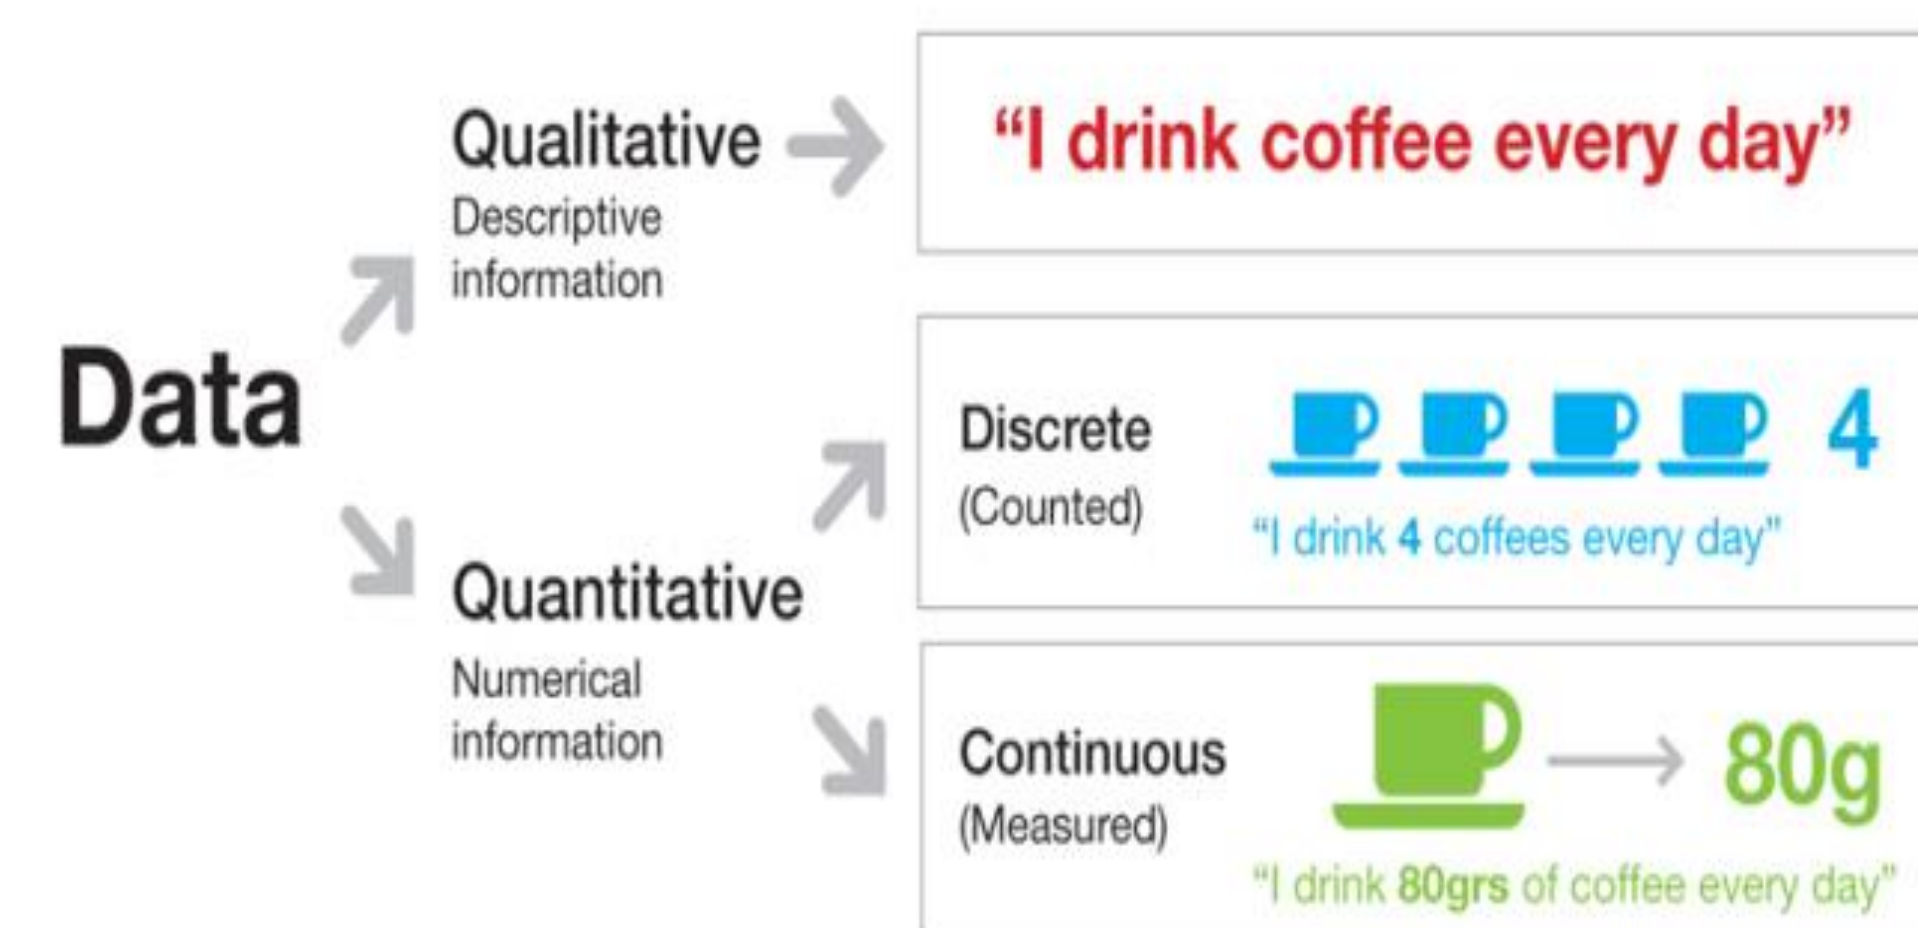 Data
Qualitative
Descriptive
information
“I drink coffee every day”
Quantitative
Numerical
information
Discrete
(Counted)
4
“I drink 4 coffees every day”
Continuous
(Measured)
80g
“I drink 80grs of coffee every day”